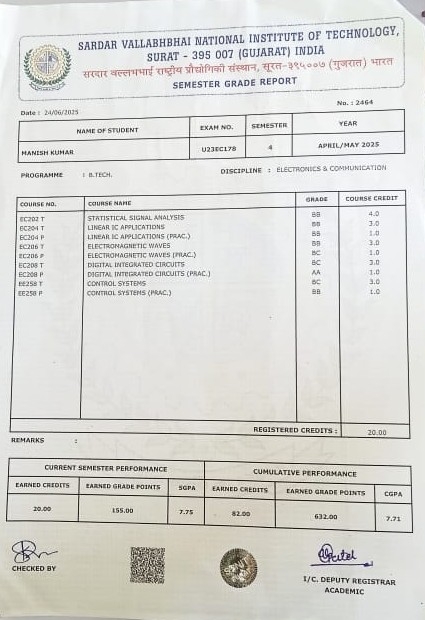 SARDAR VALLABHBHAI NATIONAL INSTITUTE OF TECHNOLOGY,
SURAT - 395 007 (GUJARAT) INDIA
सरदार वल्लभभाई राष्ट्रीय प्रौद्योगिकी संस्थान, सूरत-३९५००७ (गुजरात) भारत
SEMESTER GRADE REPORT
Date : 24/06/2025
No. : 2464
NAME OF STUDENT EXAM NO. SEMESTER YEAR
MANISH KUMAR U23EC178 4 APRIL/MAY 2025
PROGRAMME : B.TECH. DISCIPLINE : ELECTRONICS & COMMUNICATION
COURSE NO. COURSE NAME GRADE COURSE CREDIT
EC202 T STATISTICAL SIGNAL ANALYSIS BB 4.0
EC204 T LINEAR IC APPLICATIONS BB 3.0
EC204 P LINEAR IC APPLICATIONS (PRAC.) BB 1.0
EC206 T ELECTROMAGNETIC WAVES BB 3.0
EC206 P ELECTROMAGNETIC WAVES (PRAC.) BC 1.0
EC208 T DIGITAL INTEGRATED CIRCUITS BC 3.0
EC208 P DIGITAL INTEGRATED CIRCUITS (PRAC.) AA 1.0
EE258 T CONTROL SYSTEMS BC 3.0
EE258 P CONTROL SYSTEMS (PRAC.) BB 1.0
REGISTERED CREDITS : 20.00
REMARKS :
CURRENT SEMESTER PERFORMANCE CUMULATIVE PERFORMANCE
EARNED CREDITS EARNED GRADE POINTS SGPA EARNED CREDITS EARNED GRADE POINTS CGPA
20.00 155.00 7.75 82.00 632.00 7.71
CHECKED BY
I/C. DEPUTY REGISTRAR
ACADEMIC